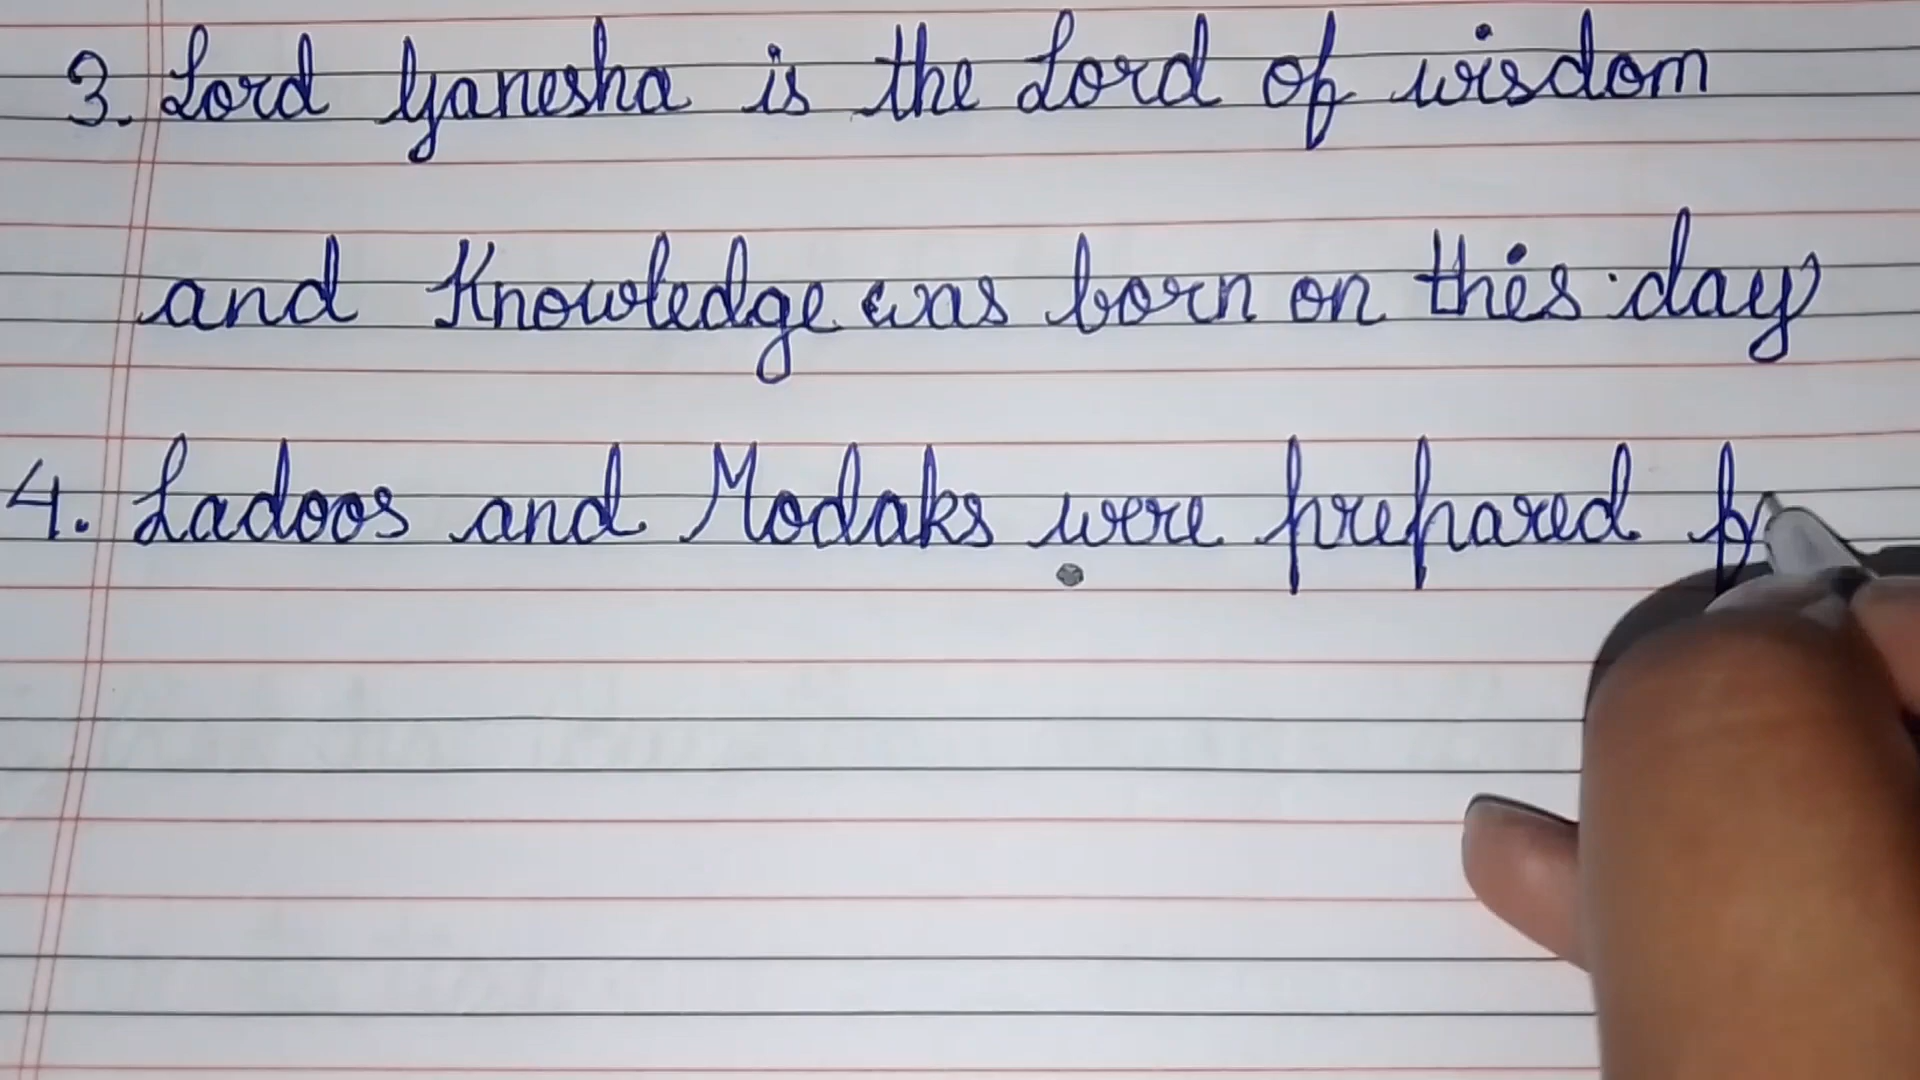 3. Lord Ganesha is the Lord of wisdom
and Knowledge was born on this day
4. Ladoos and Modaks were prepared